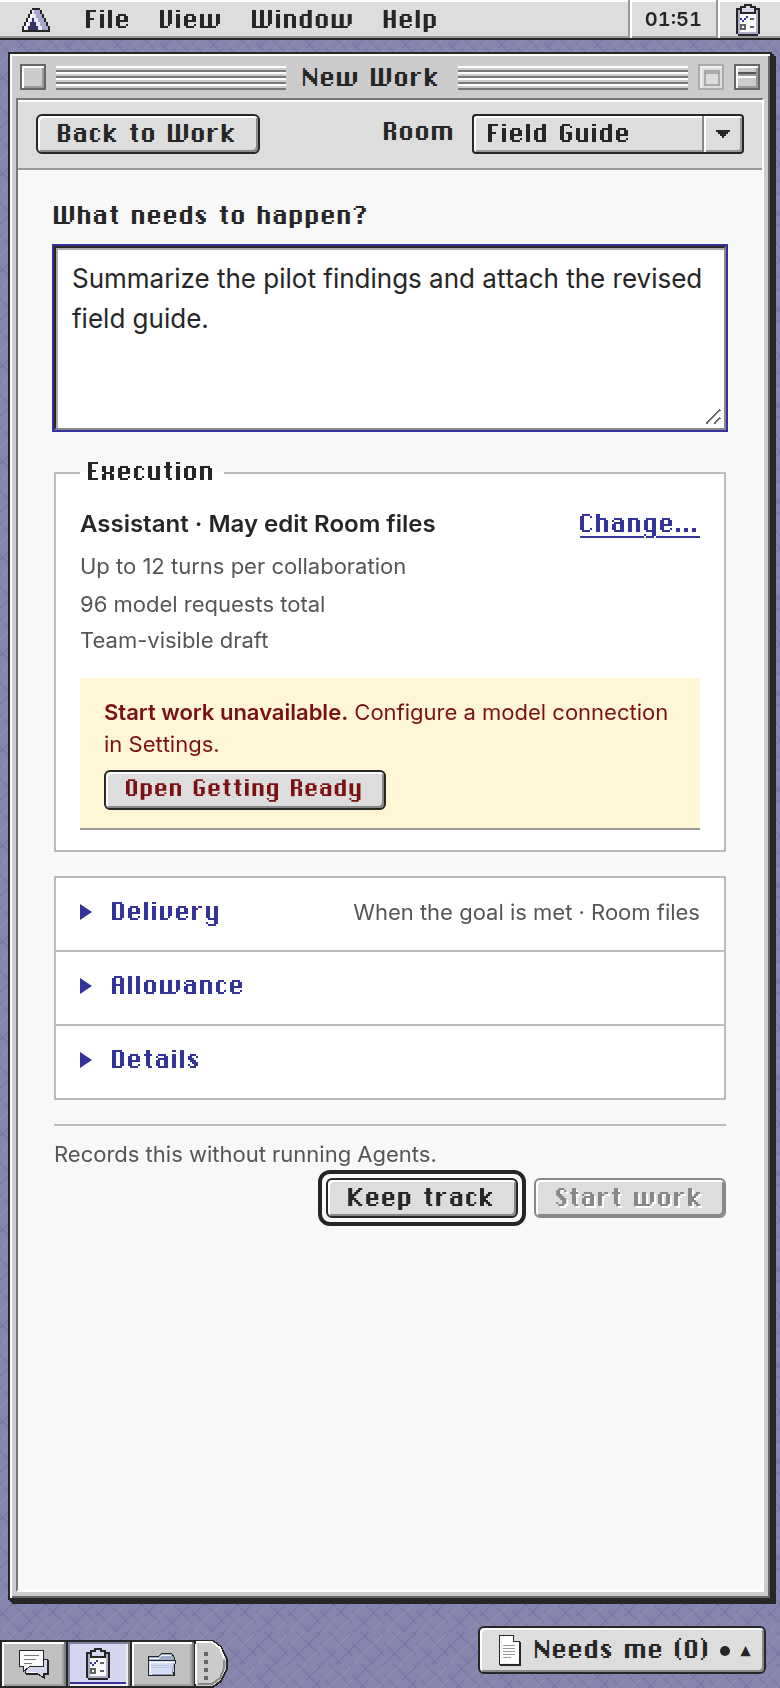 File View Window Help 01:51
New Work
Back to Work Room Field Guide
What needs to happen?
Summarize the pilot findings and attach the revised
field guide.
Execution
Assistant · May edit Room files Change...
Up to 12 turns per collaboration
96 model requests total
Team-visible draft
Start work unavailable. Configure a model connection
in Settings.
Open Getting Ready
Delivery When the goal is met · Room files
Allowance
Details
Records this without running Agents.
Keep track Start work
Needs me (0) ● ▲